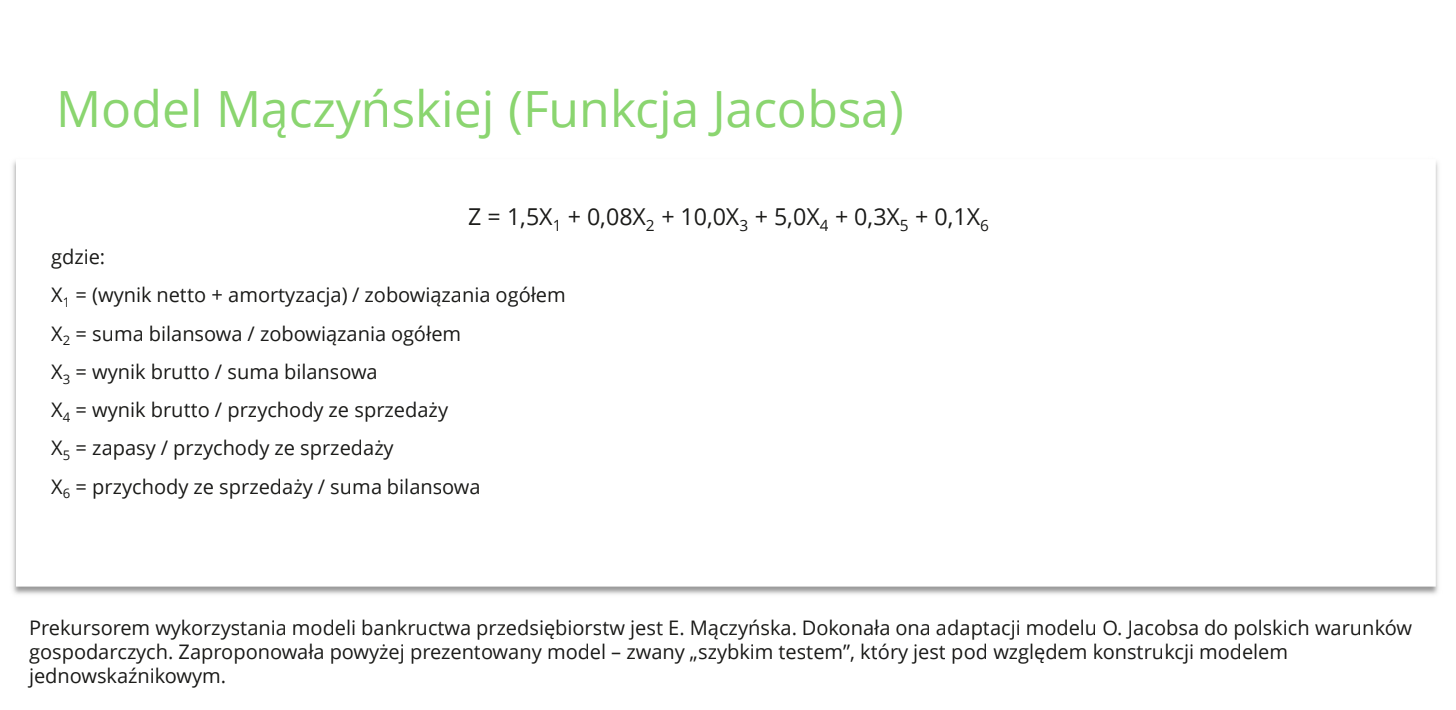 Model Mączyńskiej (Funkcja Jacobsa)
Z = 1,5X₁ + 0,08X₂ + 10,0X₃ + 5,0X₄ + 0,3X₅ + 0,1X₆
gdzie:
X₁ = (wynik netto + amortyzacja) / zobowiązania ogółem
X₂ = suma bilansowa / zobowiązania ogółem
X₃ = wynik brutto / suma bilansowa
X₄ = wynik brutto / przychody ze sprzedaży
X₅ = zapasy / przychody ze sprzedaży
X₆ = przychody ze sprzedaży / suma bilansowa
Prekursorem wykorzystania modeli bankructwa przedsiębiorstw jest E. Mączyńska. Dokonała ona adaptacji modelu O. Jacobsa do polskich warunków
gospodarczych. Zaproponowała powyżej prezentowany model – zwany „szybkim testem”, który jest pod względem konstrukcji modelem
jednowskaźnikowym.